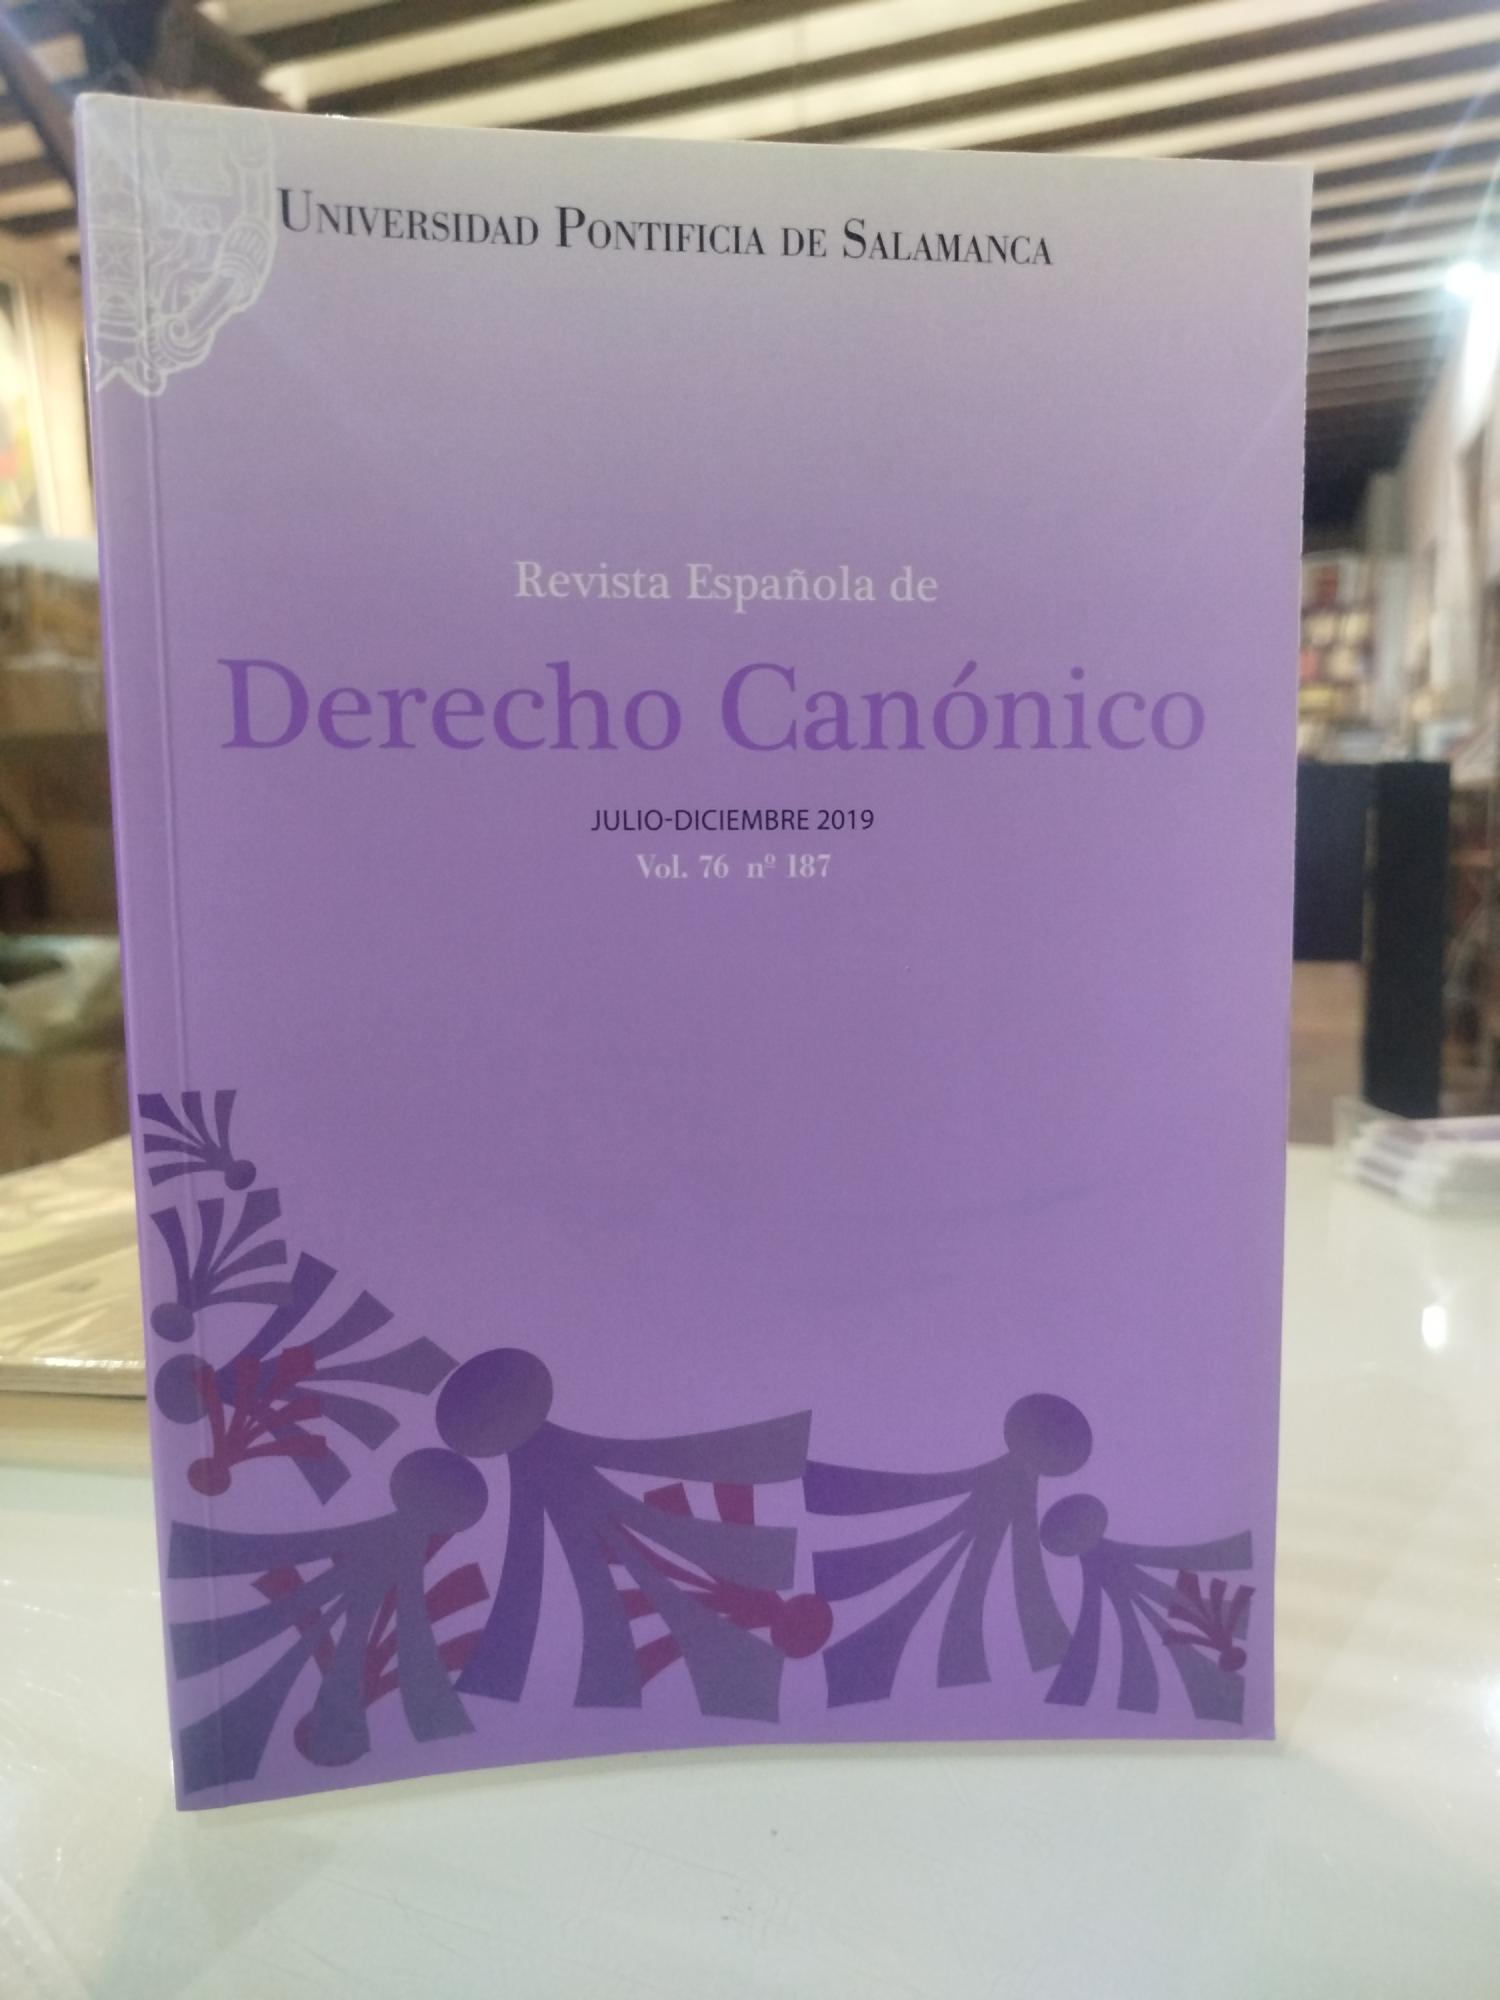 UNIVERSIDAD PONTIFICIA DE SALAMANCA
Revista Española de
Derecho Canónico
JULIO-DICIEMBRE 2019
Vol. 76 nº 187